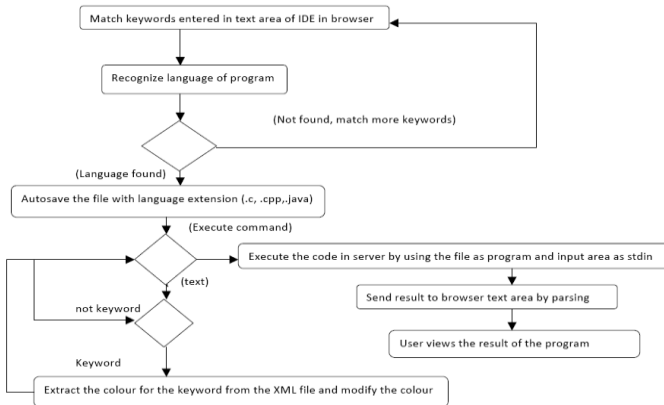 Match keywords entered in text area of IDE in browser
Recognize language of program
(Not found, match more keywords)
(Language found)
Autosave the file with language extension (.c, .cpp,.java)
(Execute command)
Execute the code in server by using the file as program and input area as stdin
(text)
Send result to browser text area by parsing
not keyword
User views the result of the program
Keyword
Extract the colour for the keyword from the XML file and modify the colour